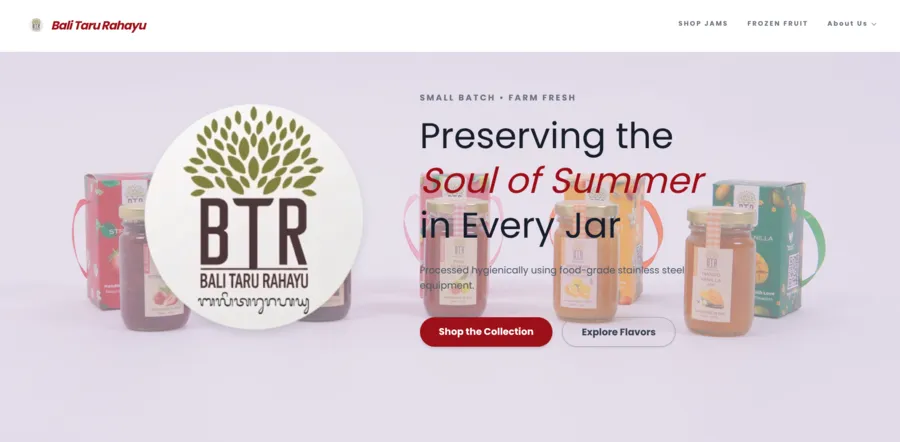 Bali Taru Rahayu
SHOP JAMS
FROZEN FRUIT
About Us
SMALL BATCH • FARM FRESH
Preserving the
Soul of Summer
in Every Jar
Processed hygienically using food-grade stainless steel
equipment.
Shop the Collection
Explore Flavors
BTR
BALI TARU RAHAYU